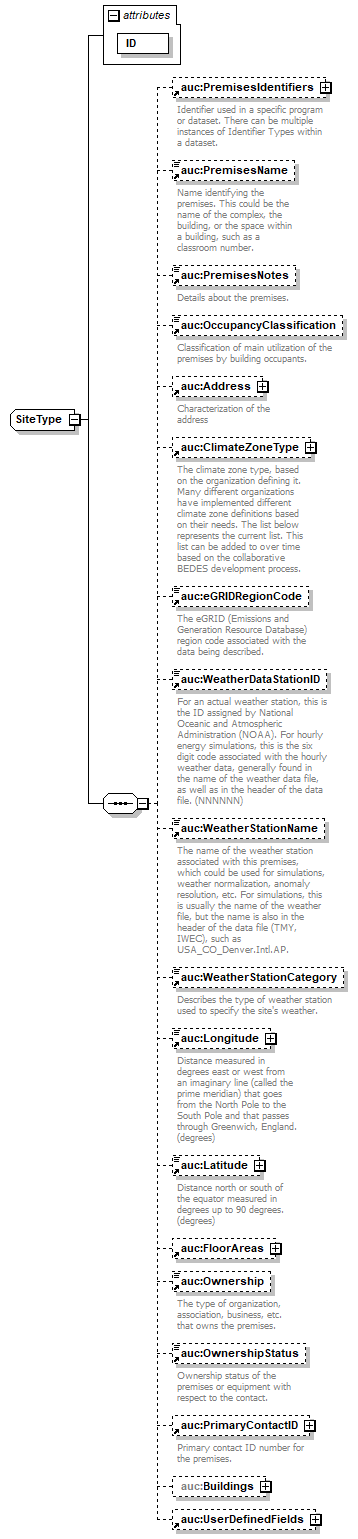 attributes
ID
auc:PremisesIdentifiers
Identifier used in a specific program
or dataset. There can be multiple
instances of Identifier Types within
a dataset.
auc:PremisesName
Name identifying the
premises. This could be the
name of the complex, the
building, or the space within
a building, such as a
classroom number.
auc:PremisesNotes
Details about the premises.
auc:OccupancyClassification
Classification of main utilization of the
premises by building occupants.
auc:Address
Characterization of the
address
SiteType
auc:ClimateZoneType
The climate zone type, based
on the organization defining it.
Many different organizations
have implemented different
climate zone definitions based
on their needs. The list below
represents the current list. This
list can be added to over time
based on the collaborative
BEDES development process.
auc:eGRIDRegionCode
The eGRID (Emissions and
Generation Resource Database)
region code associated with the
data being described.
auc:WeatherDataStationID
For an actual weather station, this is
the ID assigned by National
Oceanic and Atmospheric
Administration (NOAA). For hourly
energy simulations, this is the six
digit code associated with the hourly
weather data, generally found in
the name of the weather data file,
as well as in the header of the data
file. (NNNNNN)
auc:WeatherStationName
The name of the weather station
associated with this premises,
which could be used for simulations,
weather normalization, anomaly
resolution, etc. For simulations, this
is usually the name of the weather
file, but the name is also in the
header of the data file (TMY,
IWEC), such as
USA_CO_Denver.Intl.AP.
auc:WeatherStationCategory
Describes the type of weather station
used to specify the site's weather.
auc:Longitude
Distance measured in
degrees east or west from
an imaginary line (called the
prime meridian) that goes
from the North Pole to the
South Pole and that passes
through Greenwich, England.
(degrees)
auc:Latitude
Distance north or south of
the equator measured in
degrees up to 90 degrees.
(degrees)
auc:FloorAreas
auc:Ownership
The type of organization,
association, business, etc.
that owns the premises.
auc:OwnershipStatus
Ownership status of the
premises or equipment with
respect to the contact.
auc:PrimaryContactID
Primary contact ID number for
the premises.
auc:Buildings
auc:UserDefinedFields